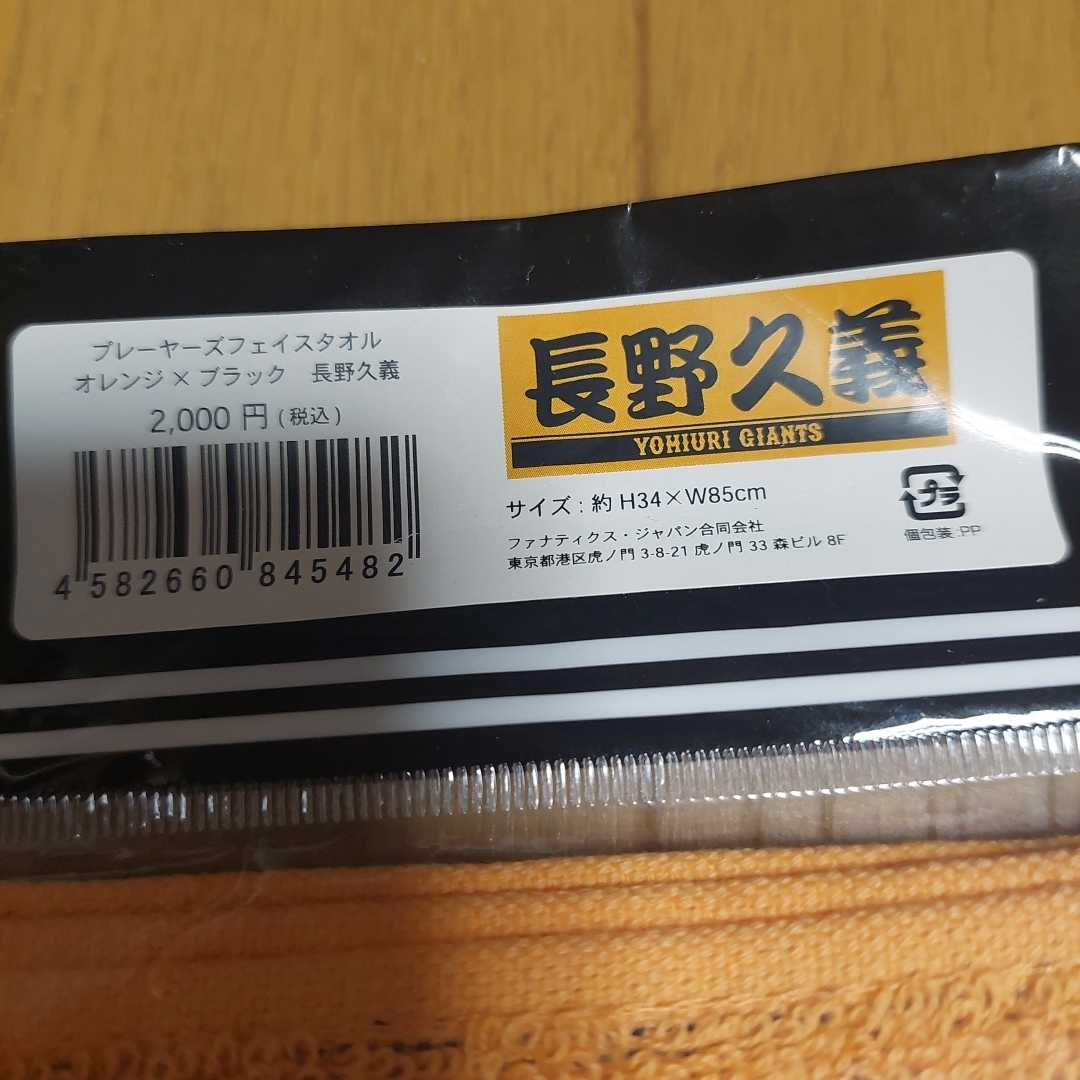 プレーヤーズフェイスタオル
オレンジ×ブラック 長野久義
2,000 円 (税込)
4 582660 845482
長野久義
YOMIURI GIANTS
サイズ : 約 H34×W85cm
ファナティクス・ジャパン合同会社
東京都港区虎ノ門 3-8-21 虎ノ門 33 森ビル 8F
プラ
個包装:PP